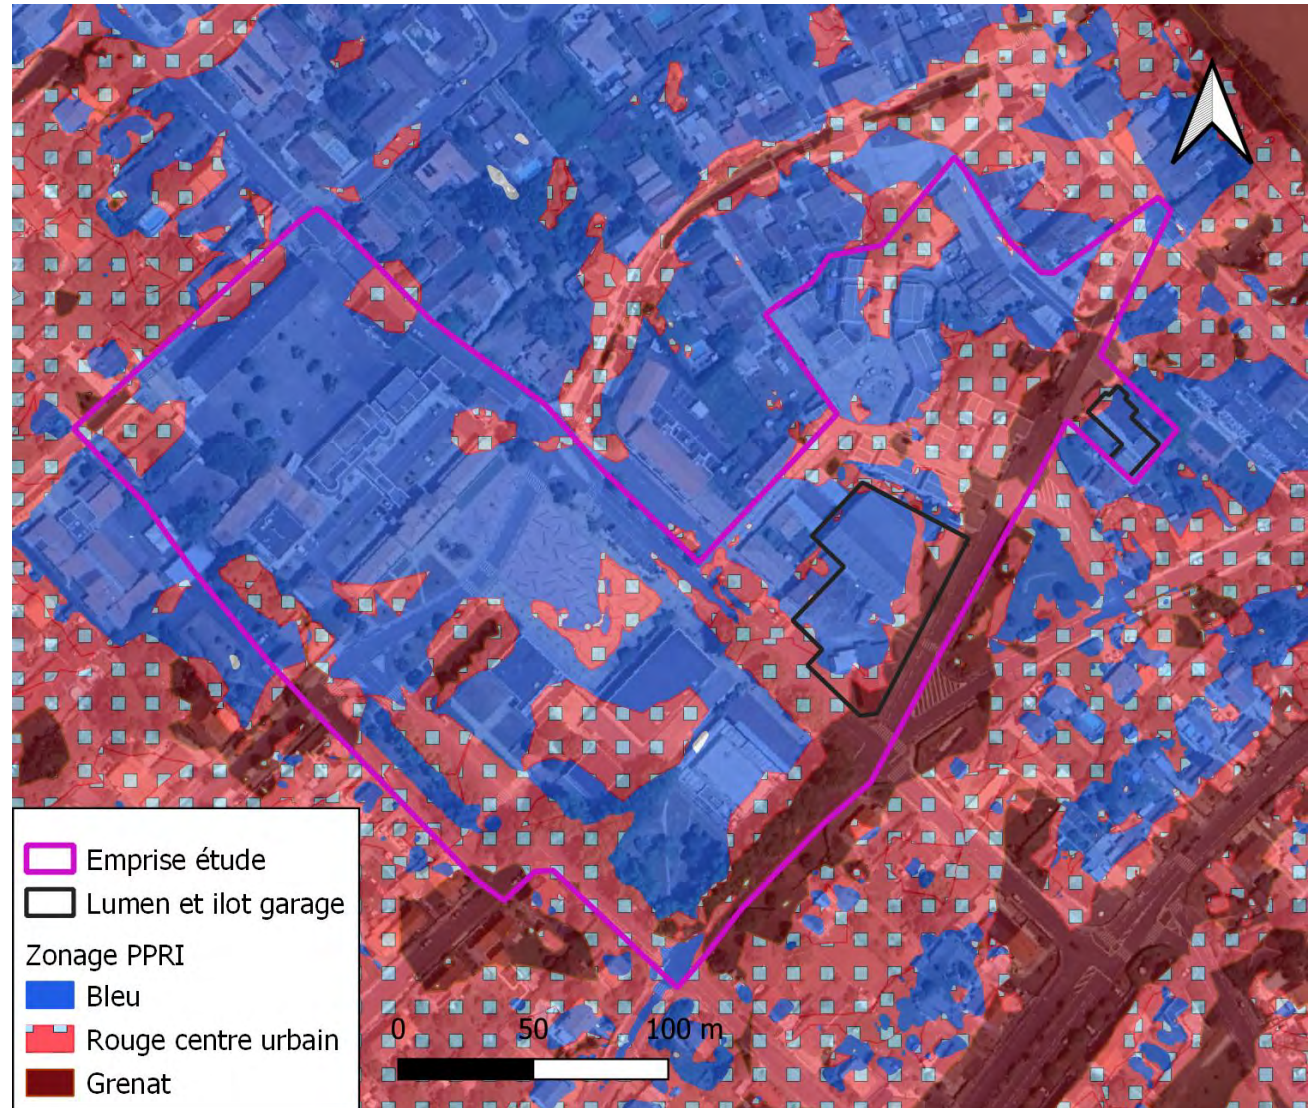 Emprise étude
Lumen et ilot garage
Zonage PPRI
Bleu
Rouge centre urbain
Grenat
0 50 100 m